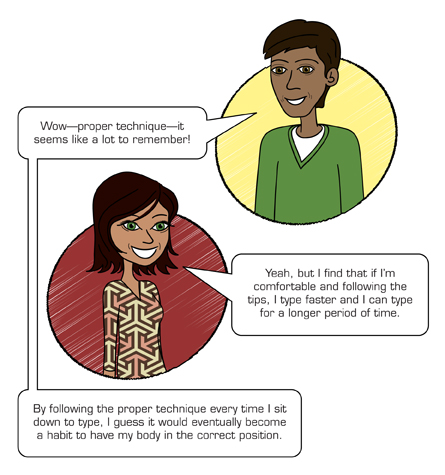 Wow—proper technique—it
seems like a lot to remember!
Yeah, but I find that if I'm
comfortable and following the
tips, I type faster and I can type
for a longer period of time.
By following the proper technique every time I sit
down to type, I guess it would eventually become
a habit to have my body in the correct position.